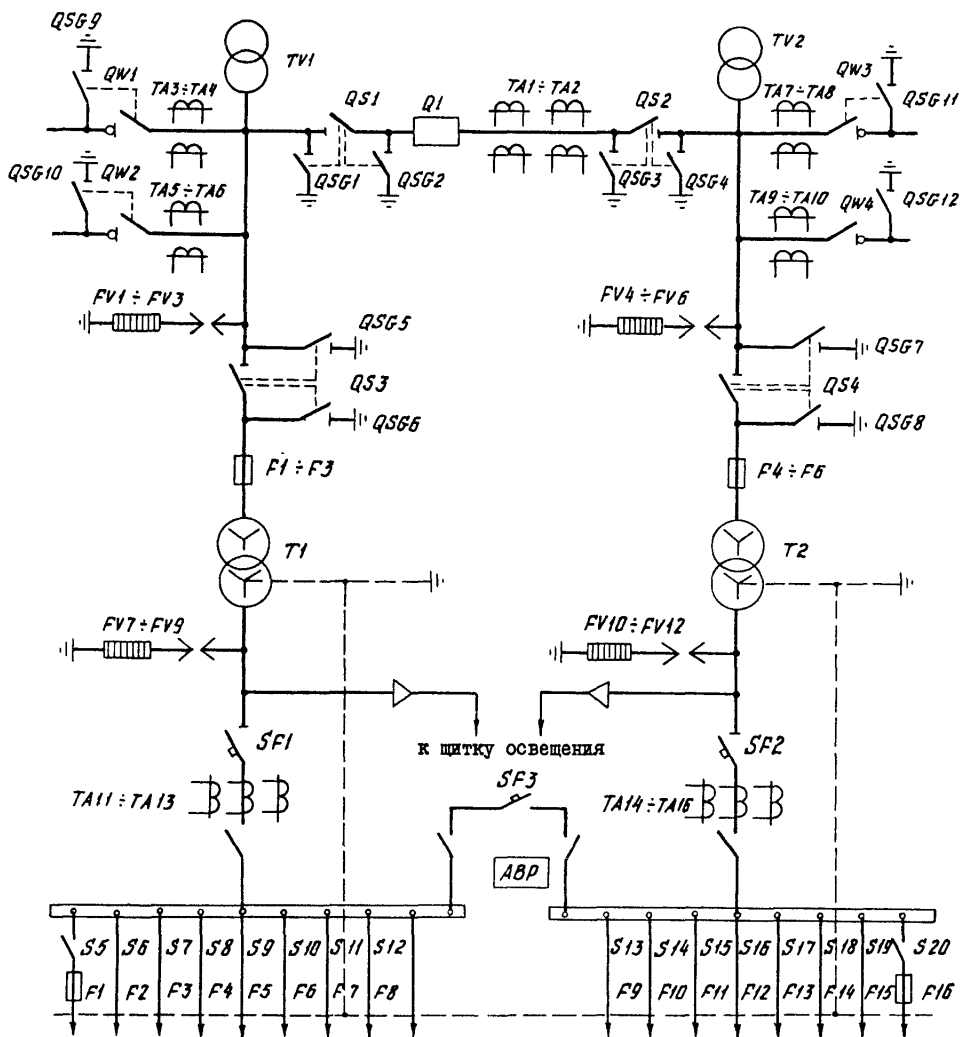 QSG9
TV1
TV2
QW1
TA3÷TA4
QS1
Q1
TA1÷TA2
QS2
TA7÷TA8
QW3
QSG11
QSG10
QW2
TA5÷TA6
QSG1
QSG2
QSG3
QSG4
TA9÷TA10
QW4
QSG12
FV1÷FV3
FV4÷FV6
QSG5
QSG7
QS3
QS4
QSG6
QSG8
F1÷F3
F4÷F6
T1
T2
FV7÷FV9
FV10÷FV12
к щитку освещения
SF1
SF2
SF3
TA11÷TA13
TA14÷TA16
АВР
S5 S6 S7 S8 S9 S10 S11 S12
S13 S14 S15 S16 S17 S18 S19 S20
F1 F2 F3 F4 F5 F6 F7 F8
F9 F10 F11 F12 F13 F14 F15 F16